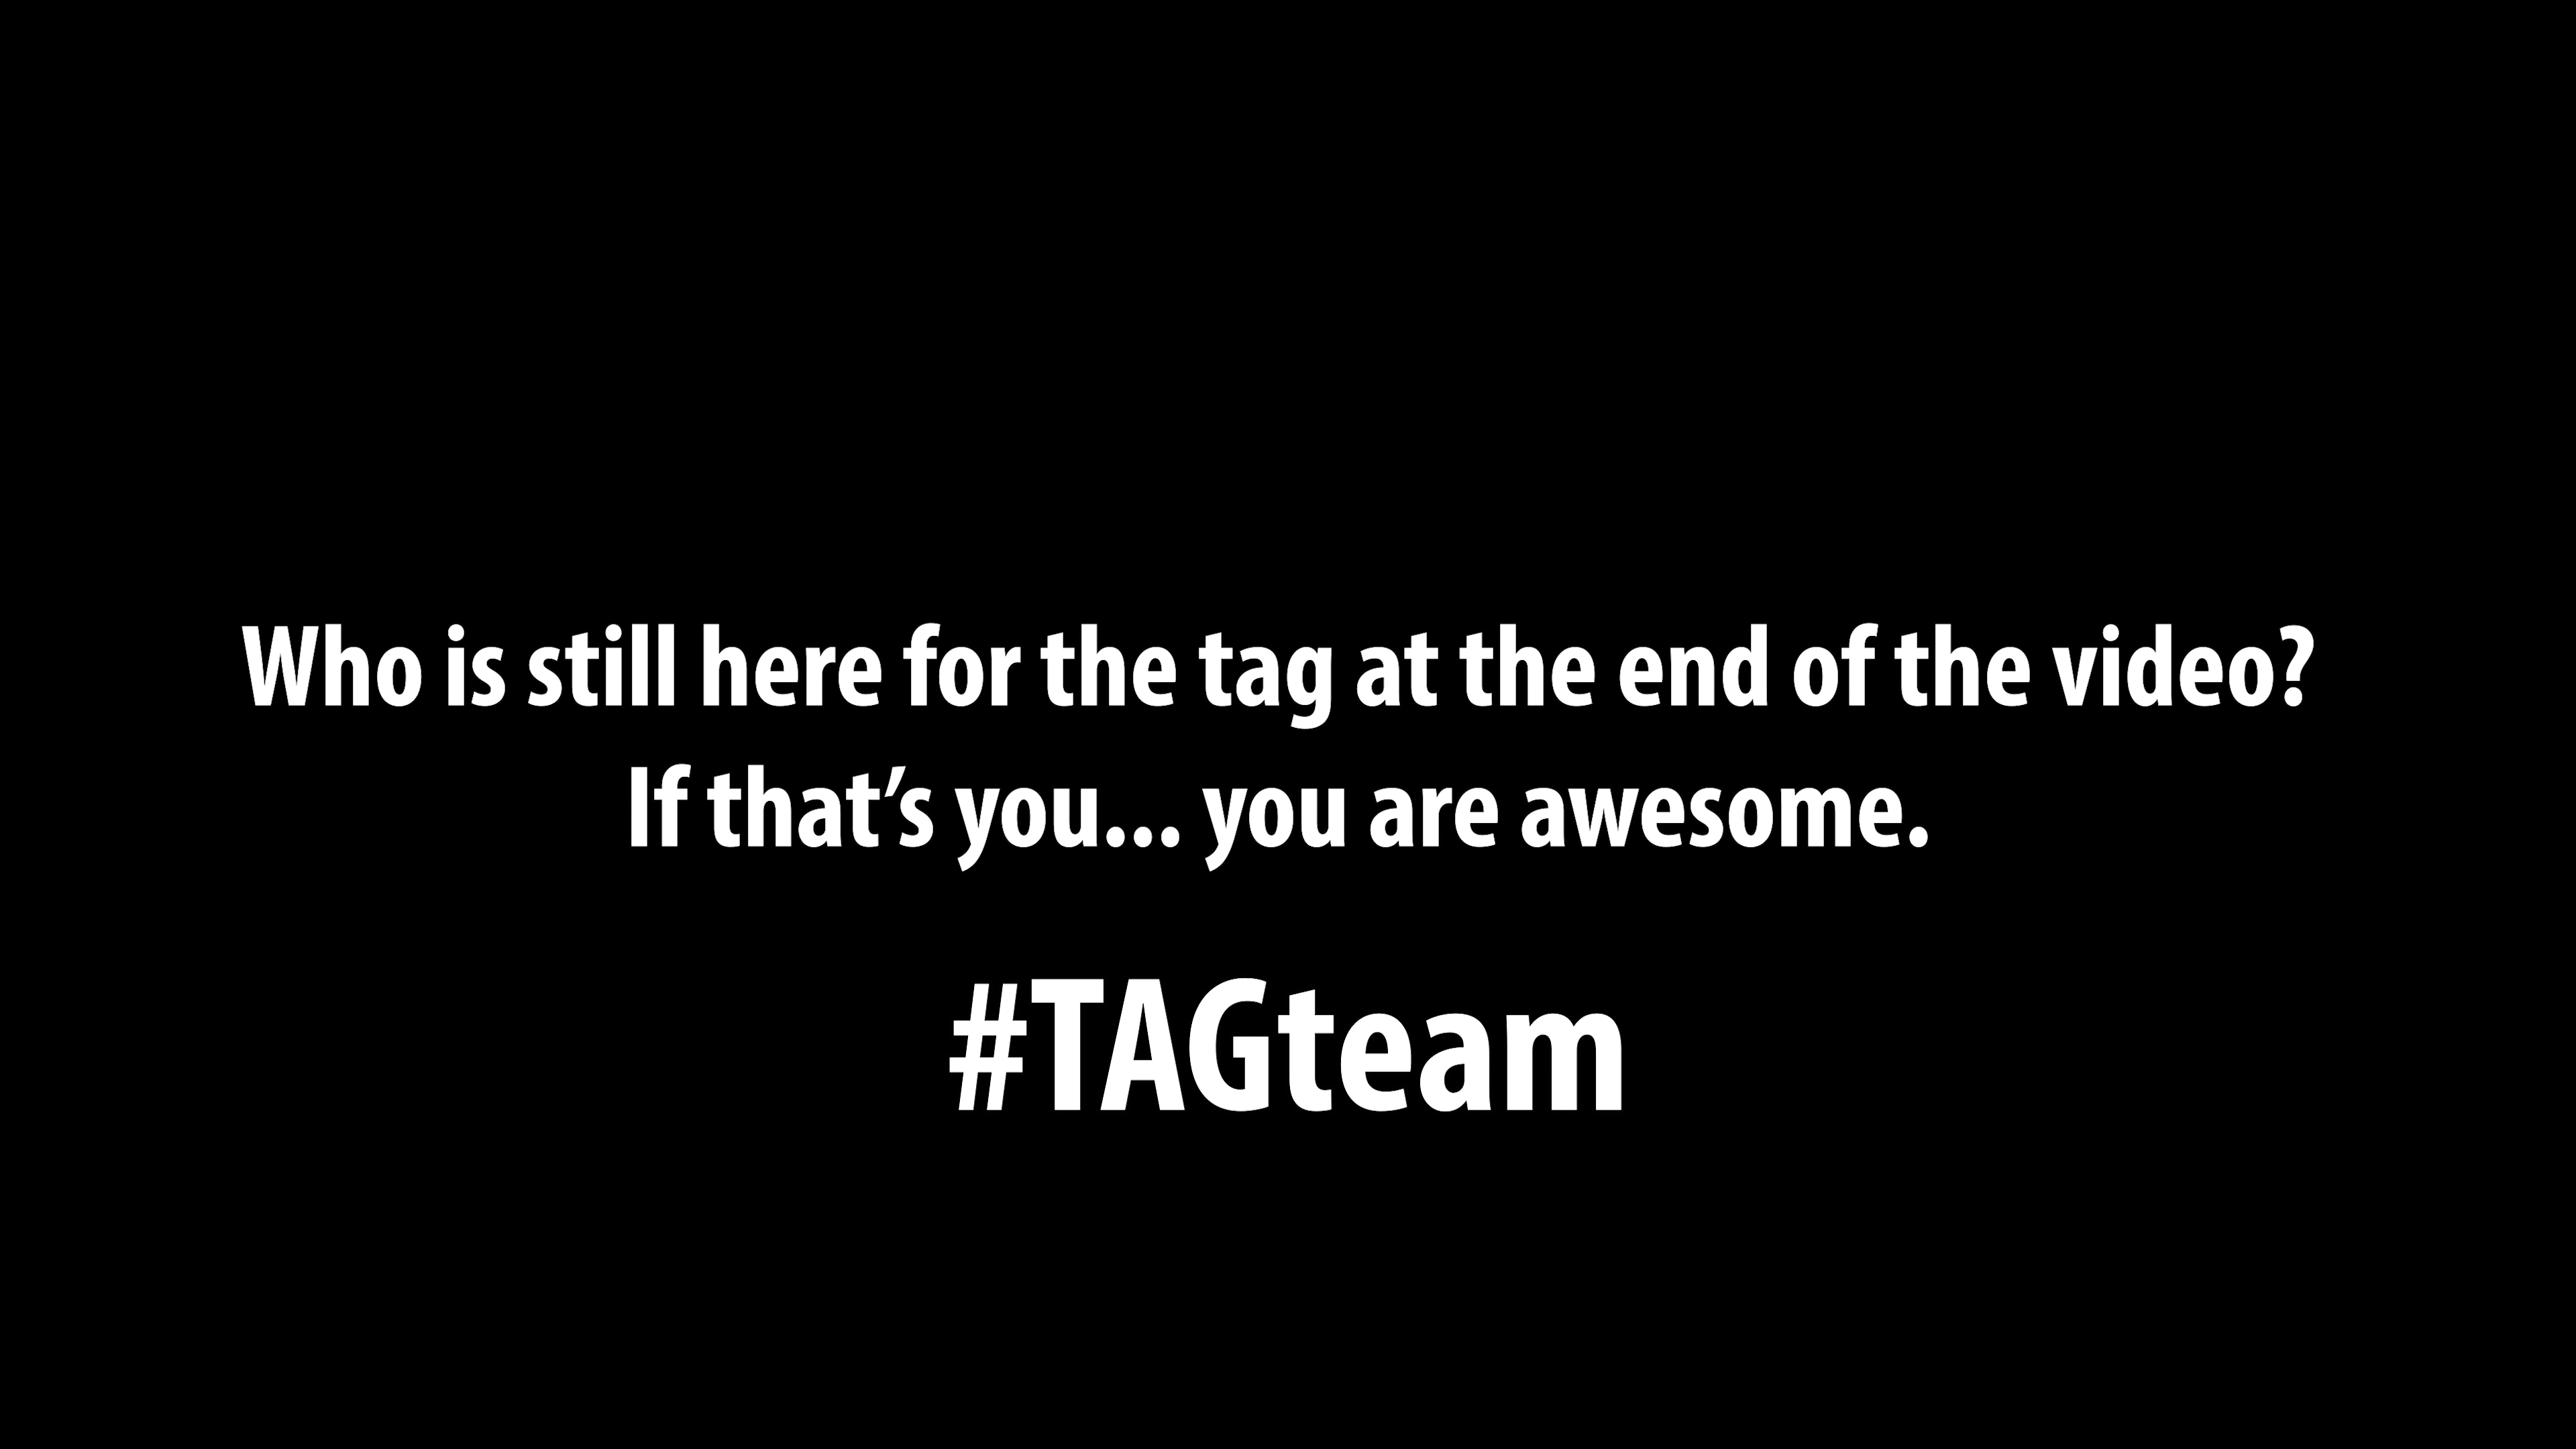 Who is still here for the tag at the end of the video?
If that’s you... you are awesome.
#TAGteam